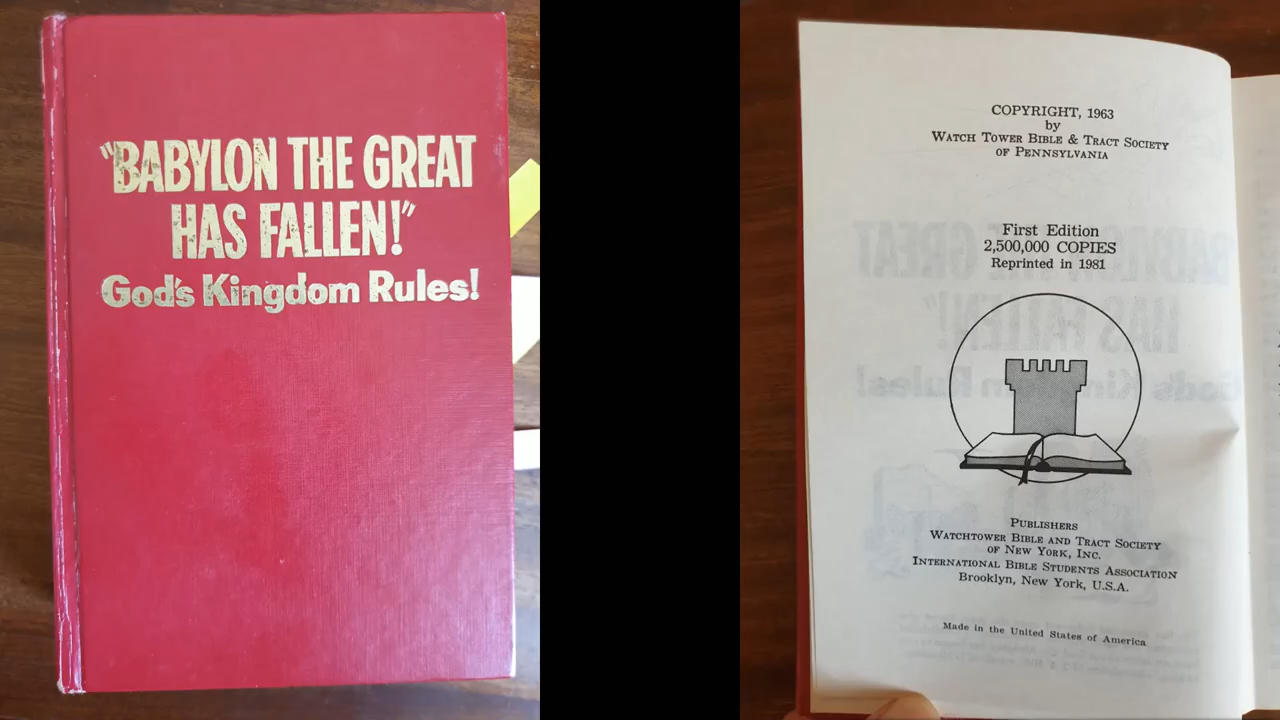 "BABYLON THE GREAT
HAS FALLEN!"
God's Kingdom Rules!
COPYRIGHT, 1963
by
WATCH TOWER BIBLE & TRACT SOCIETY
OF PENNSYLVANIA
First Edition
2,500,000 COPIES
Reprinted in 1981
PUBLISHERS
WATCHTOWER BIBLE AND TRACT SOCIETY
OF NEW YORK, INC.
INTERNATIONAL BIBLE STUDENTS ASSOCIATION
Brooklyn, New York, U.S.A.
Made in the United States of America